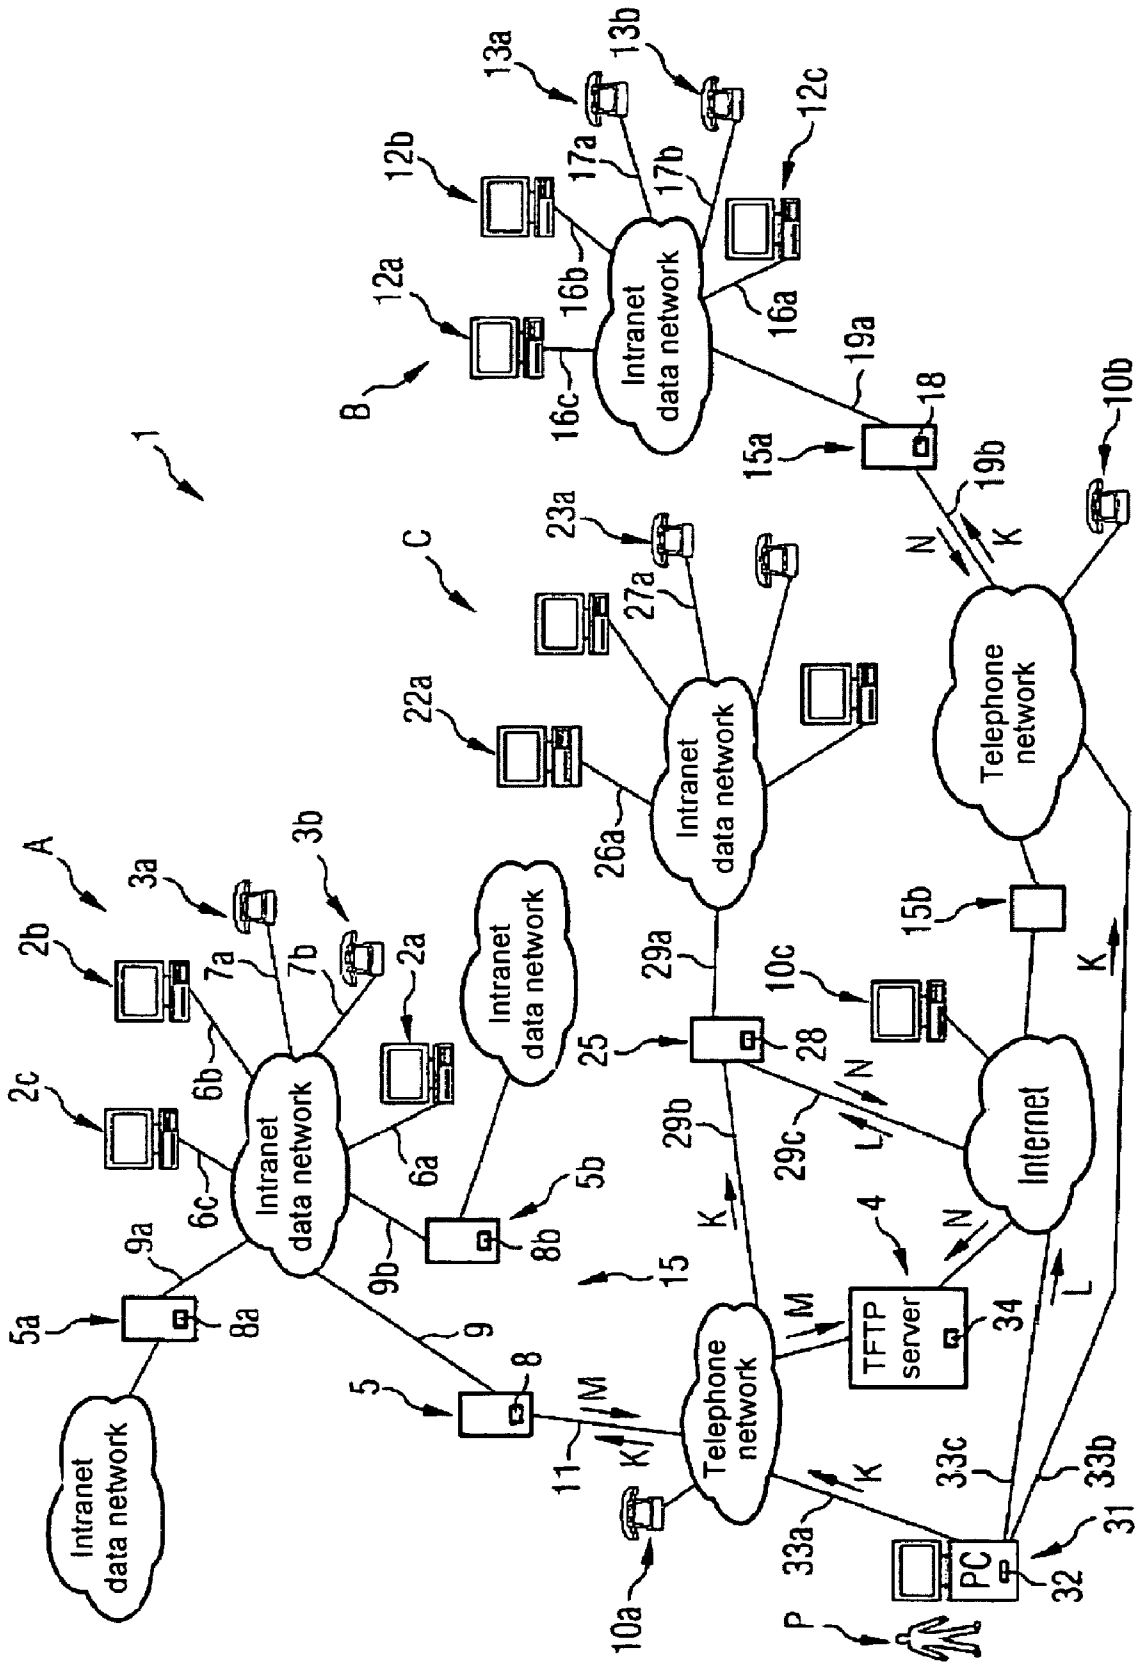 Intranet
data network
5a
9a
2c
2b
A
1
8a
6c
6b
3a
7a
Intranet
data network
7b
3b
5
9
9b
6a
2a
B
12a
12b
8
5b
8b
C
22a
13a
Intranet
data network
11
K
M
16c
16b
17a
10a
15
25
26a
23a
27a
13b
Intranet
data network
17b
Telephone
network
K
29b
29a
Intranet
data network
15a
16a
12c
33a
K
M
29c
L
N
28
10c
19a
P
TFTP
server
4
15b
N
18
PC
33c
34
N
Internet
Telephone
network
K
19b
32
33b
L
K
31
10b